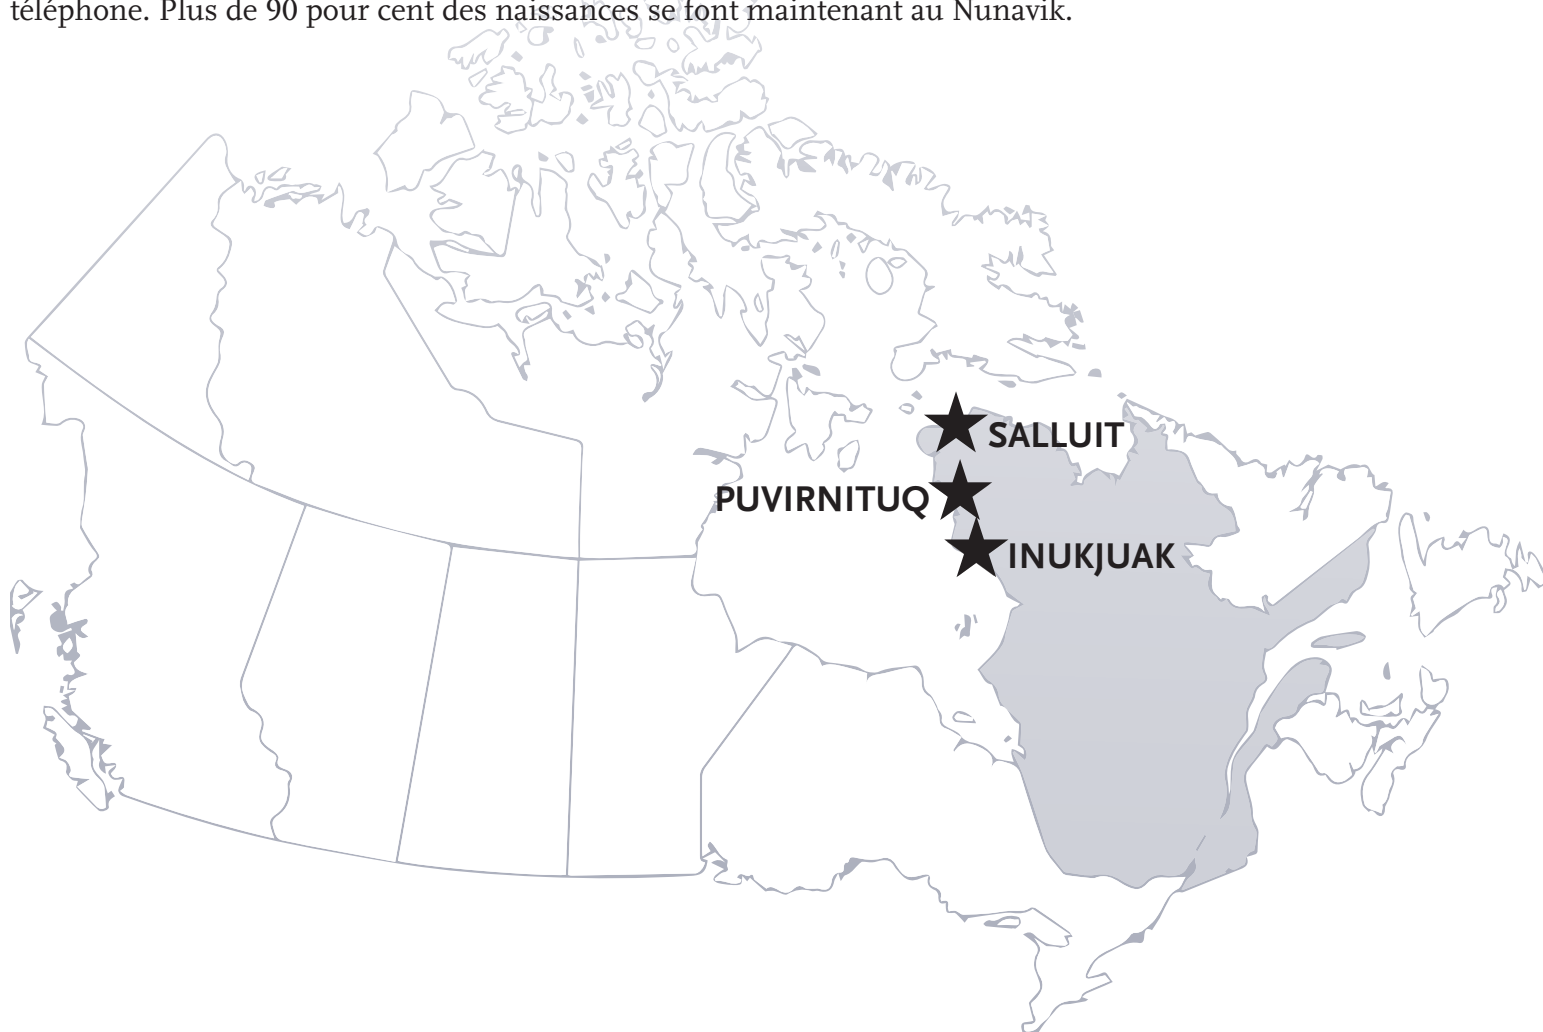 téléphone. Plus de 90 pour cent des naissances se font maintenant au Nunavik.
SALLUIT
PUVIRNITUQ
INUKJUAK